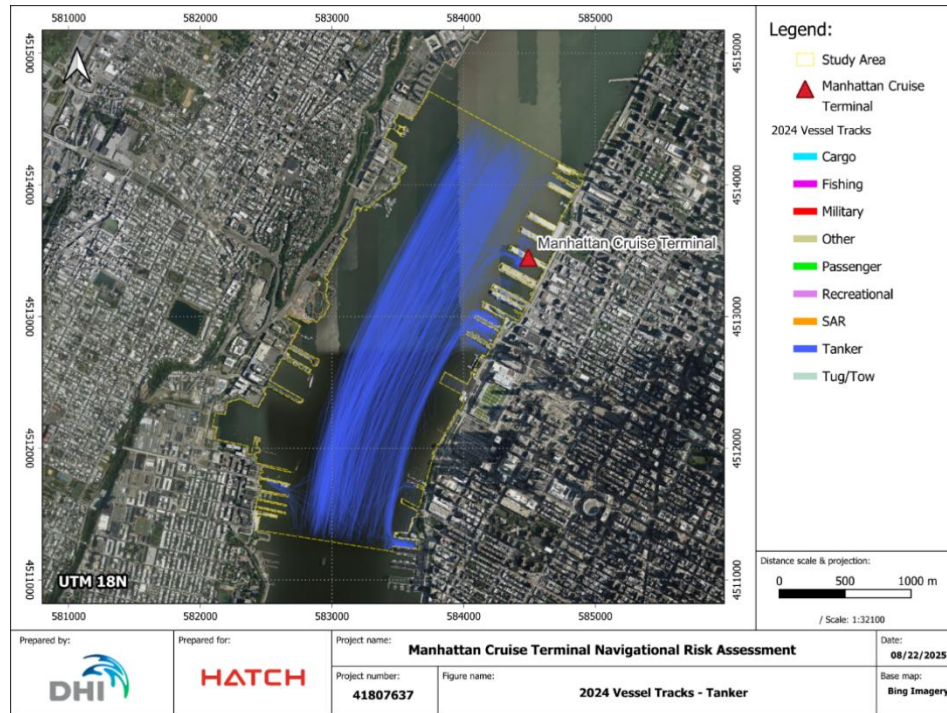 581000 582000 583000 584000 585000
4515000 4515000
4514000 4514000
4513000 4513000
4512000 4512000
4511000 4511000
Manhattan Cruise Terminal
UTM 18N
581000 582000 583000 584000 585000
Legend:
Study Area
Manhattan Cruise
Terminal
2024 Vessel Tracks
Cargo
Fishing
Military
Other
Passenger
Recreational
SAR
Tanker
Tug/Tow
Distance scale & projection:
0 500 1000 m
/ Scale: 1:32100
Prepared by:
DHI
Prepared for:
HATCH
Project name:
Manhattan Cruise Terminal Navigational Risk Assessment
Project number:
41807637
Figure name:
2024 Vessel Tracks - Tanker
Date:
08/22/2025
Base map:
Bing Imagery